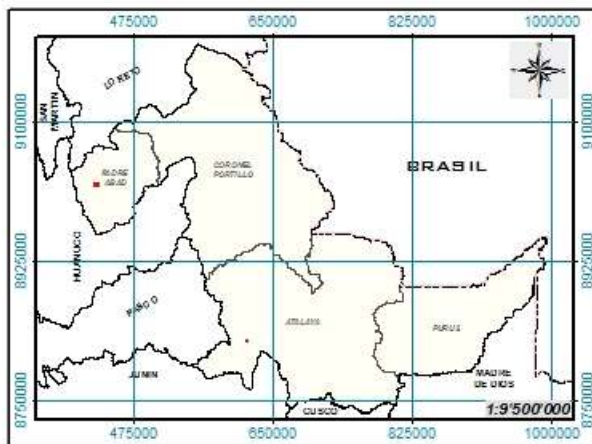 475000 650000 825000 1000000
9100000
9100000
LORETO
SAN
MARTIN
PADRE
ABAD
CORONEL
PORTILLO
BRASIL
8925000
8925000
HUANUCO
PASCO
ATALAYA
PURUS
JUNIN
MADRE
DE DIOS
CUSCO
1:9'500'000
8750000
8750000
475000 650000 825000 1000000